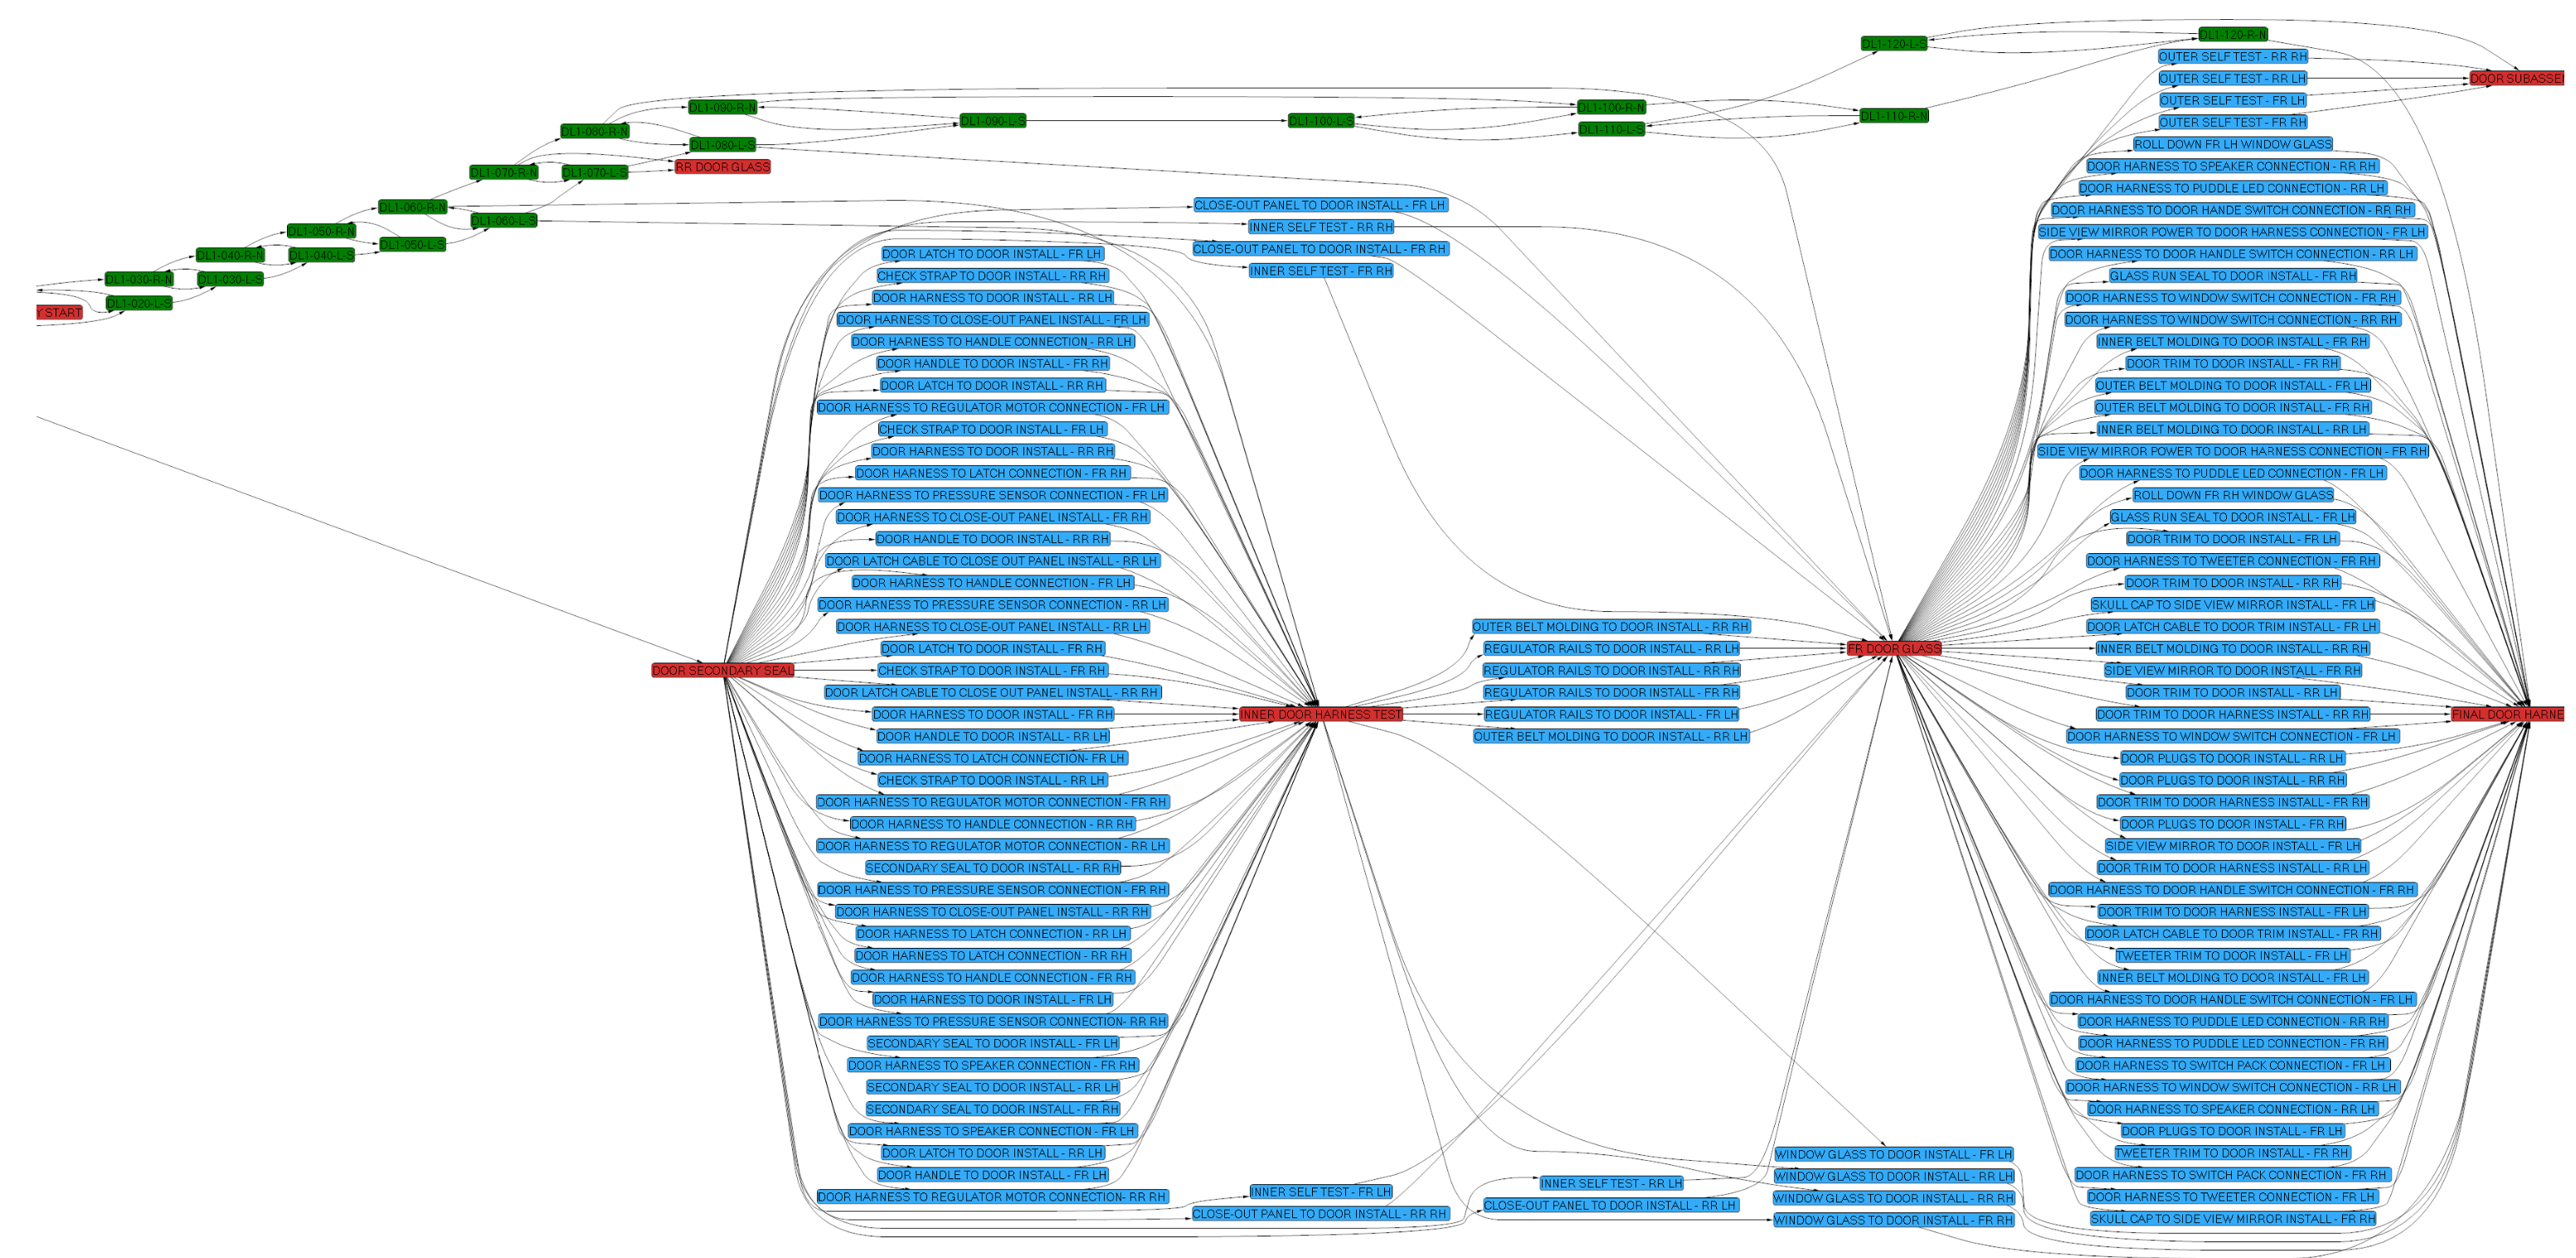 DL1-120-R-N
DL1-120-L-S
OUTER SELF TEST - RR RH
OUTER SELF TEST - RR LH
DOOR SUBASSE
OUTER SELF TEST - FR LH
DL1-090-R-N
DL1-100-R-N
DL1-110-R-N
DL1-090-L-S
DL1-100-L-S
OUTER SELF TEST - FR RH
DL1-080-R-N
DL1-110-L-S
DL1-080-L-S
ROLL DOWN FR LH WINDOW GLASS
RR DOOR GLASS
DOOR HARNESS TO SPEAKER CONNECTION - RR RH
DL1-070-R-N
DL1-070-L-S
DOOR HARNESS TO PUDDLE LED CONNECTION - RR LH
DL1-060-R-N
CLOSE-OUT PANEL TO DOOR INSTALL - FR LH
DOOR HARNESS TO DOOR HANDE SWITCH CONNECTION - RR RH
DL1-060-L-S
INNER SELF TEST - RR RH
DL1-050-R-N
SIDE VIEW MIRROR POWER TO DOOR HARNESS CONNECTION - FR LH
DL1-050-L-S
CLOSE-OUT PANEL TO DOOR INSTALL - FR RH
DL1-040-R-N
DL1-040-L-S
DOOR LATCH TO DOOR INSTALL - FR LH
DOOR HARNESS TO DOOR HANDLE SWITCH CONNECTION - RR LH
INNER SELF TEST - FR RH
DL1-030-R-N
DL1-030-L-S
CHECK STRAP TO DOOR INSTALL - RR RH
GLASS RUN SEAL TO DOOR INSTALL - FR RH
DL1-020-L-S
DOOR HARNESS TO DOOR INSTALL - RR LH
DOOR HARNESS TO WINDOW SWITCH CONNECTION - FR RH
Y START
DOOR HARNESS TO CLOSE-OUT PANEL INSTALL - FR LH
DOOR HARNESS TO WINDOW SWITCH CONNECTION - RR RH
DOOR HARNESS TO HANDLE CONNECTION - RR LH
INNER BELT MOLDING TO DOOR INSTALL - FR RH
DOOR HANDLE TO DOOR INSTALL - FR RH
DOOR TRIM TO DOOR INSTALL - FR RH
DOOR LATCH TO DOOR INSTALL - RR RH
OUTER BELT MOLDING TO DOOR INSTALL - FR LH
DOOR HARNESS TO REGULATOR MOTOR CONNECTION - FR LH
OUTER BELT MOLDING TO DOOR INSTALL - FR RH
CHECK STRAP TO DOOR INSTALL - FR LH
INNER BELT MOLDING TO DOOR INSTALL - RR LH
DOOR HARNESS TO DOOR INSTALL - RR RH
SIDE VIEW MIRROR POWER TO DOOR HARNESS CONNECTION - FR RH
DOOR HARNESS TO LATCH CONNECTION - FR RH
DOOR HARNESS TO PUDDLE LED CONNECTION - FR LH
DOOR HARNESS TO PRESSURE SENSOR CONNECTION - FR LH
ROLL DOWN FR RH WINDOW GLASS
DOOR HARNESS TO CLOSE-OUT PANEL INSTALL - FR RH
GLASS RUN SEAL TO DOOR INSTALL - FR LH
DOOR HANDLE TO DOOR INSTALL - RR RH
DOOR TRIM TO DOOR INSTALL - FR LH
DOOR LATCH CABLE TO CLOSE OUT PANEL INSTALL - RR LH
DOOR HARNESS TO TWEETER CONNECTION - FR RH
DOOR HARNESS TO HANDLE CONNECTION - FR LH
DOOR TRIM TO DOOR INSTALL - RR RH
DOOR HARNESS TO PRESSURE SENSOR CONNECTION - RR LH
SKULL CAP TO SIDE VIEW MIRROR INSTALL - FR LH
DOOR HARNESS TO CLOSE-OUT PANEL INSTALL - RR LH
OUTER BELT MOLDING TO DOOR INSTALL - RR RH
DOOR LATCH CABLE TO DOOR TRIM INSTALL - FR LH
DOOR LATCH TO DOOR INSTALL - FR RH
REGULATOR RAILS TO DOOR INSTALL - RR LH
FR DOOR GLASS
INNER BELT MOLDING TO DOOR INSTALL - RR RH
DOOR SECONDARY SEAL
CHECK STRAP TO DOOR INSTALL - FR RH
REGULATOR RAILS TO DOOR INSTALL - RR RH
SIDE VIEW MIRROR TO DOOR INSTALL - FR RH
DOOR LATCH CABLE TO CLOSE OUT PANEL INSTALL - RR RH
REGULATOR RAILS TO DOOR INSTALL - FR RH
DOOR TRIM TO DOOR INSTALL - RR LH
DOOR HARNESS TO DOOR INSTALL - FR RH
INNER DOOR HARNESS TEST
REGULATOR RAILS TO DOOR INSTALL - FR LH
DOOR TRIM TO DOOR HARNESS INSTALL - RR RH
FINAL DOOR HARNE
DOOR HANDLE TO DOOR INSTALL - RR LH
OUTER BELT MOLDING TO DOOR INSTALL - RR LH
DOOR HARNESS TO WINDOW SWITCH CONNECTION - FR LH
DOOR HARNESS TO LATCH CONNECTION- FR LH
DOOR PLUGS TO DOOR INSTALL - RR LH
CHECK STRAP TO DOOR INSTALL - RR LH
DOOR PLUGS TO DOOR INSTALL - RR RH
DOOR HARNESS TO REGULATOR MOTOR CONNECTION - FR RH
DOOR TRIM TO DOOR HARNESS INSTALL - FR RH
DOOR HARNESS TO HANDLE CONNECTION - RR RH
DOOR PLUGS TO DOOR INSTALL - FR RH
DOOR HARNESS TO REGULATOR MOTOR CONNECTION - RR LH
SIDE VIEW MIRROR TO DOOR INSTALL - FR LH
SECONDARY SEAL TO DOOR INSTALL - RR RH
DOOR TRIM TO DOOR HARNESS INSTALL - RR LH
DOOR HARNESS TO PRESSURE SENSOR CONNECTION - FR RH
DOOR HARNESS TO DOOR HANDLE SWITCH CONNECTION - FR RH
DOOR HARNESS TO CLOSE-OUT PANEL INSTALL - RR RH
DOOR TRIM TO DOOR HARNESS INSTALL - FR LH
DOOR HARNESS TO LATCH CONNECTION - RR LH
DOOR LATCH CABLE TO DOOR TRIM INSTALL - FR RH
DOOR HARNESS TO LATCH CONNECTION - RR RH
TWEETER TRIM TO DOOR INSTALL - FR LH
DOOR HARNESS TO HANDLE CONNECTION - FR RH
INNER BELT MOLDING TO DOOR INSTALL - FR LH
DOOR HARNESS TO DOOR INSTALL - FR LH
DOOR HARNESS TO DOOR HANDLE SWITCH CONNECTION - FR LH
DOOR HARNESS TO PRESSURE SENSOR CONNECTION- RR RH
DOOR HARNESS TO PUDDLE LED CONNECTION - RR RH
SECONDARY SEAL TO DOOR INSTALL - FR LH
DOOR HARNESS TO PUDDLE LED CONNECTION - FR RH
DOOR HARNESS TO SPEAKER CONNECTION - FR RH
DOOR HARNESS TO SWITCH PACK CONNECTION - FR LH
SECONDARY SEAL TO DOOR INSTALL - RR LH
DOOR HARNESS TO WINDOW SWITCH CONNECTION - RR LH
SECONDARY SEAL TO DOOR INSTALL - FR RH
DOOR HARNESS TO SPEAKER CONNECTION - RR LH
DOOR HARNESS TO SPEAKER CONNECTION - FR LH
DOOR PLUGS TO DOOR INSTALL - FR LH
DOOR LATCH TO DOOR INSTALL - RR LH
WINDOW GLASS TO DOOR INSTALL - FR LH
TWEETER TRIM TO DOOR INSTALL - FR RH
DOOR HANDLE TO DOOR INSTALL - FR LH
WINDOW GLASS TO DOOR INSTALL - RR LH
DOOR HARNESS TO SWITCH PACK CONNECTION - FR RH
INNER SELF TEST - RR LH
DOOR HARNESS TO REGULATOR MOTOR CONNECTION- RR RH
INNER SELF TEST - FR LH
WINDOW GLASS TO DOOR INSTALL - RR RH
DOOR HARNESS TO TWEETER CONNECTION - FR LH
CLOSE-OUT PANEL TO DOOR INSTALL - RR LH
CLOSE-OUT PANEL TO DOOR INSTALL - RR RH
WINDOW GLASS TO DOOR INSTALL - FR RH
SKULL CAP TO SIDE VIEW MIRROR INSTALL - FR RH